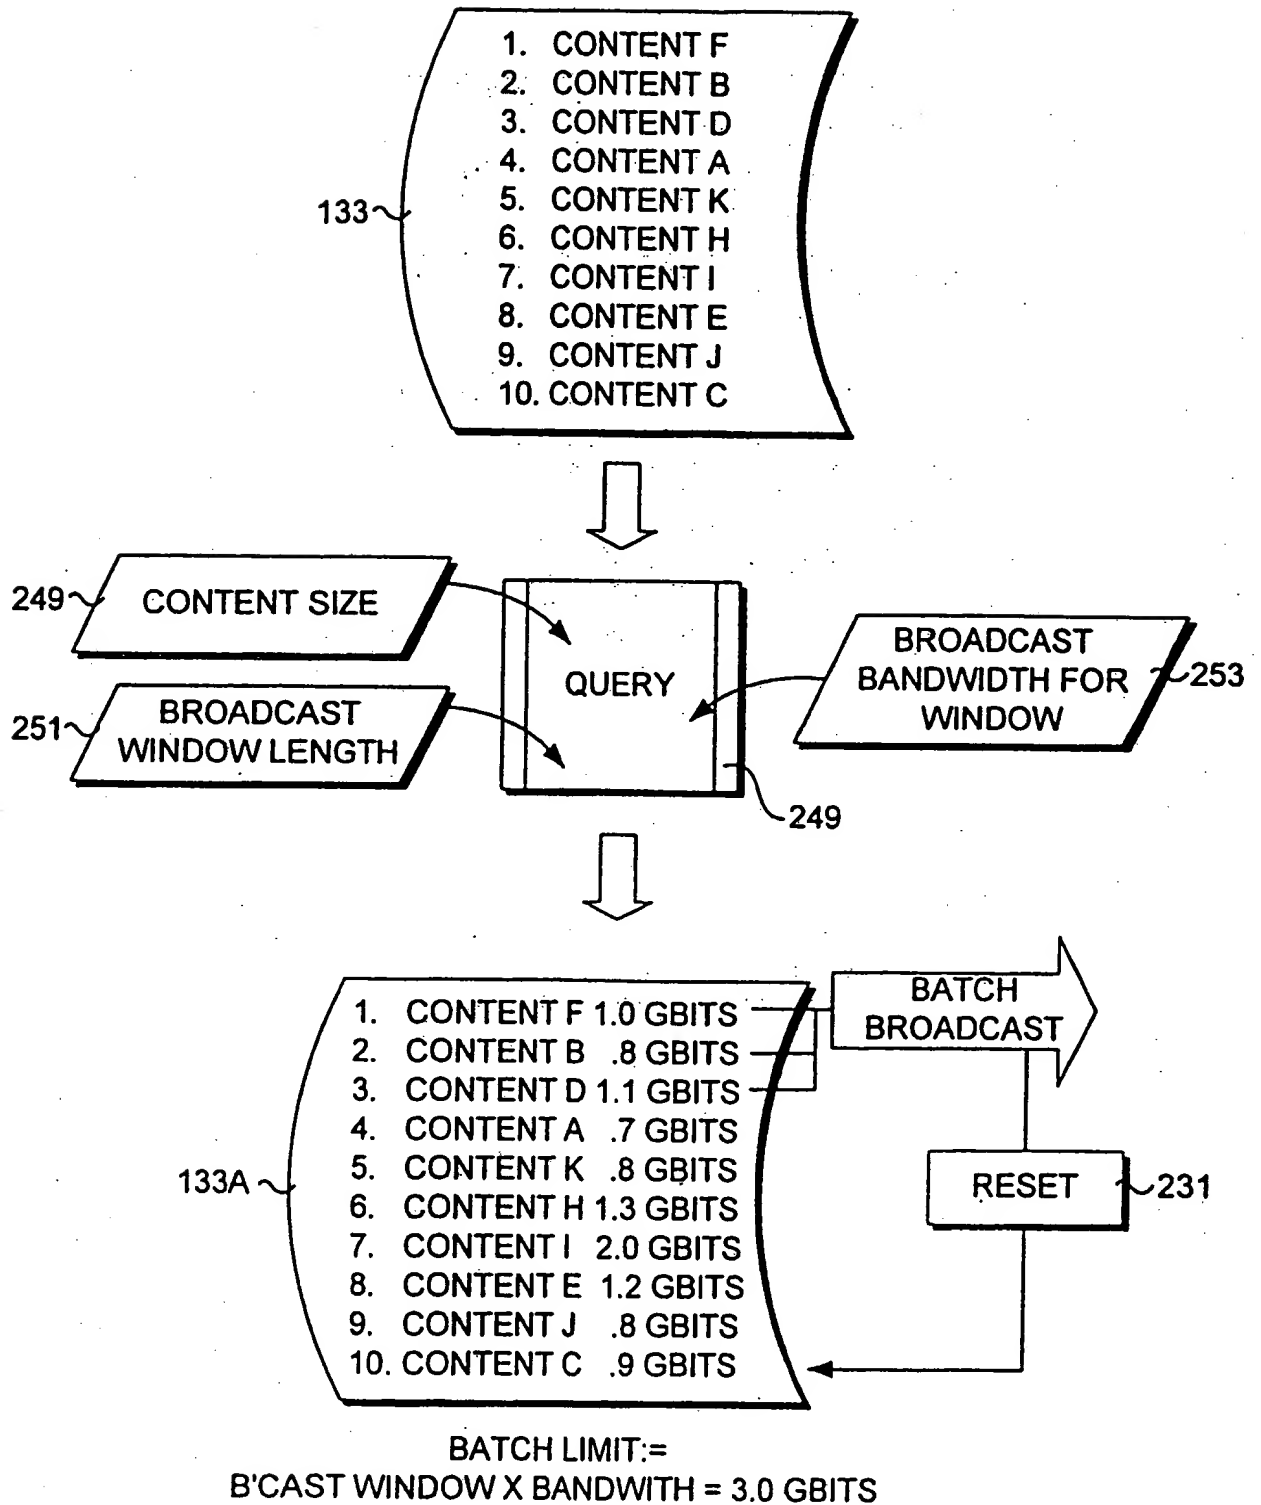 1. CONTENT F
2. CONTENT B
3. CONTENT D
4. CONTENT A
5. CONTENT K
6. CONTENT H
7. CONTENT I
8. CONTENT E
9. CONTENT J
10. CONTENT C
133
249
CONTENT SIZE
251
BROADCAST
WINDOW LENGTH
QUERY
BROADCAST
BANDWIDTH FOR
WINDOW
253
249
1. CONTENT F 1.0 GBITS
2. CONTENT B .8 GBITS
3. CONTENT D 1.1 GBITS
4. CONTENT A .7 GBITS
5. CONTENT K .8 GBITS
6. CONTENT H 1.3 GBITS
7. CONTENT I 2.0 GBITS
8. CONTENT E 1.2 GBITS
9. CONTENT J .8 GBITS
10. CONTENT C .9 GBITS
133A
BATCH
BROADCAST
RESET
231
BATCH LIMIT:=
B'CAST WINDOW X BANDWITH = 3.0 GBITS